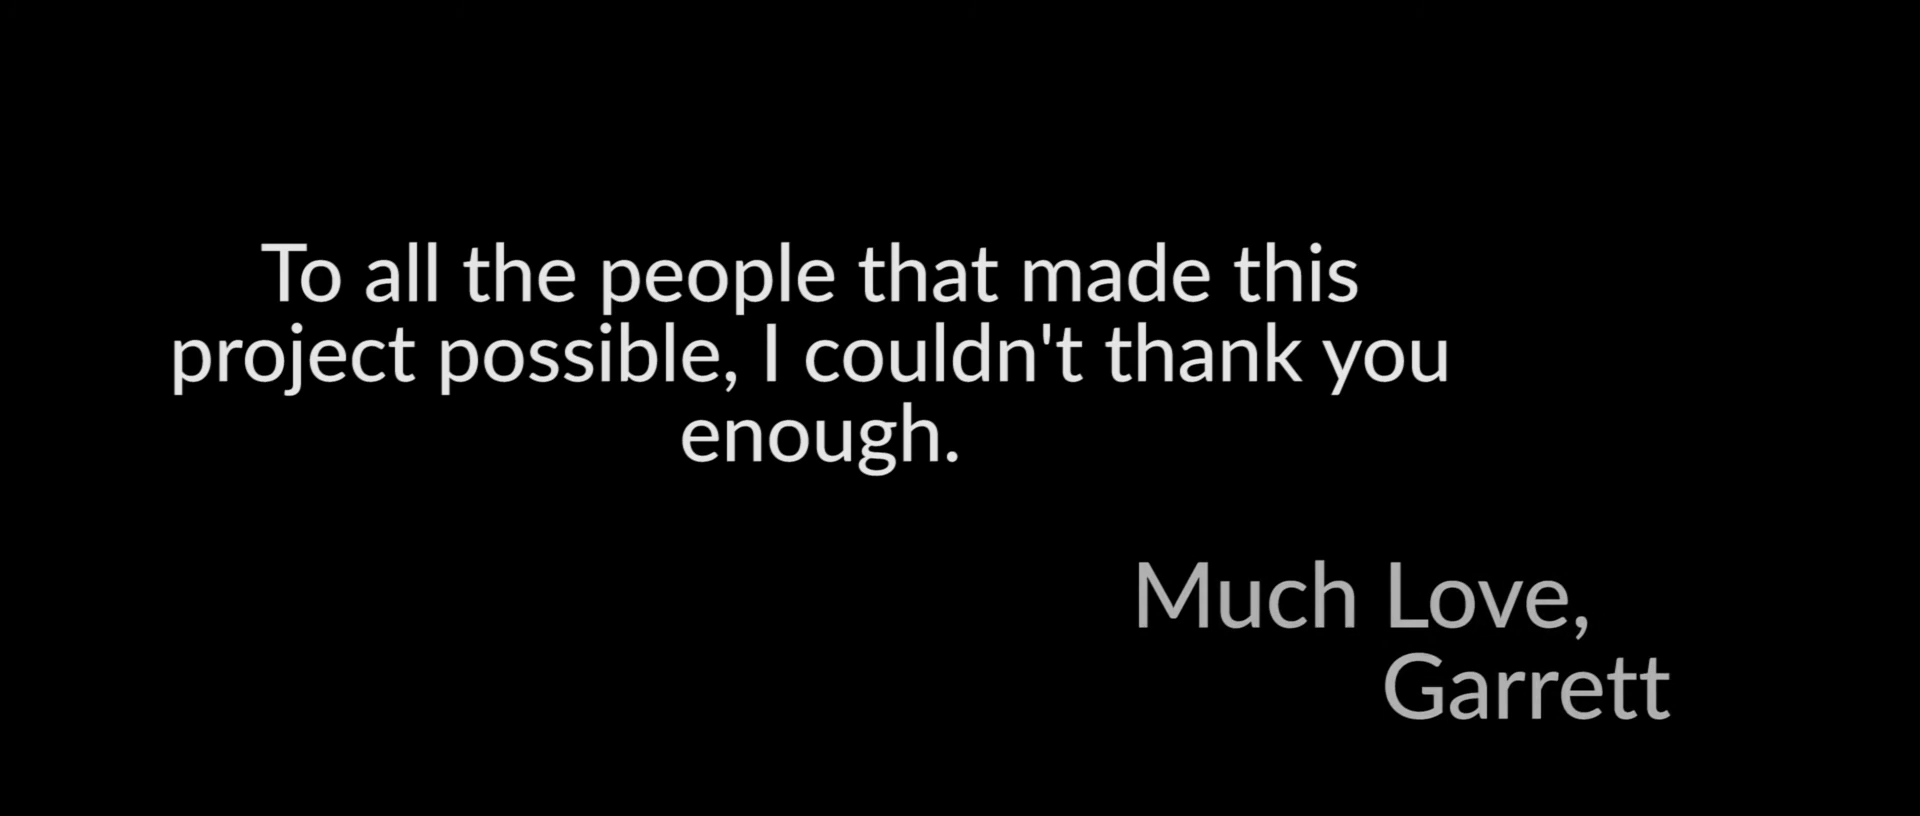 To all the people that made this
project possible, I couldn't thank you
enough.
Much Love,
Garrett